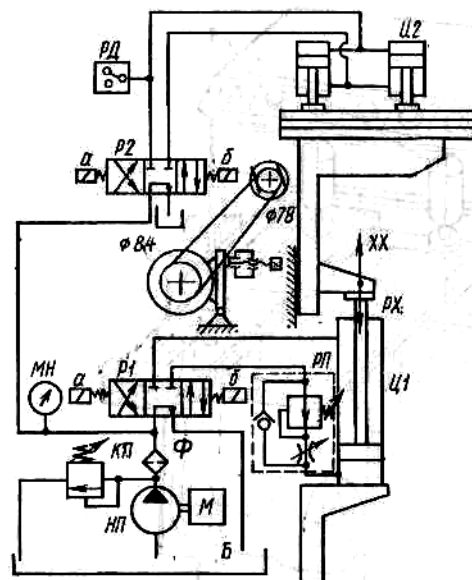 РД
Ц2
Р2
а
б
ф78
ф84
ХХ
РХ
МН
Р1
РП
Ц1
а
б
КП
Ф
НП
М
Б